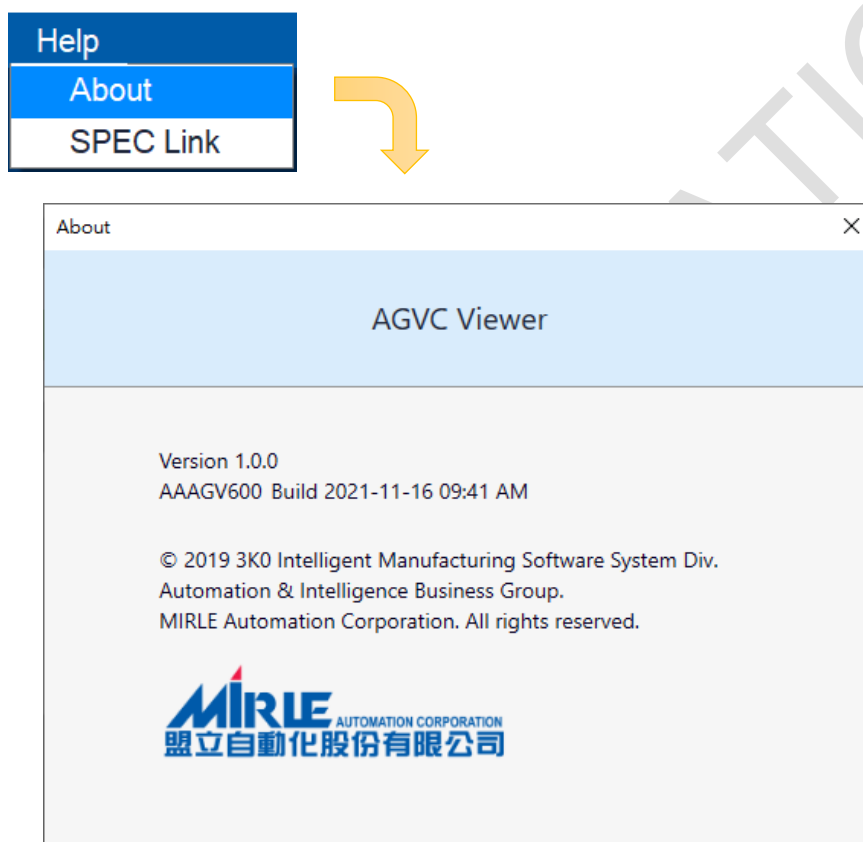 Help
About
SPEC Link
About
AGVC Viewer
Version 1.0.0
AAAGV600 Build 2021-11-16 09:41 AM
© 2019 3K0 Intelligent Manufacturing Software System Div.
Automation & Intelligence Business Group.
MIRLE Automation Corporation. All rights reserved.
MIRLE AUTOMATION CORPORATION
盟立自動化股份有限公司